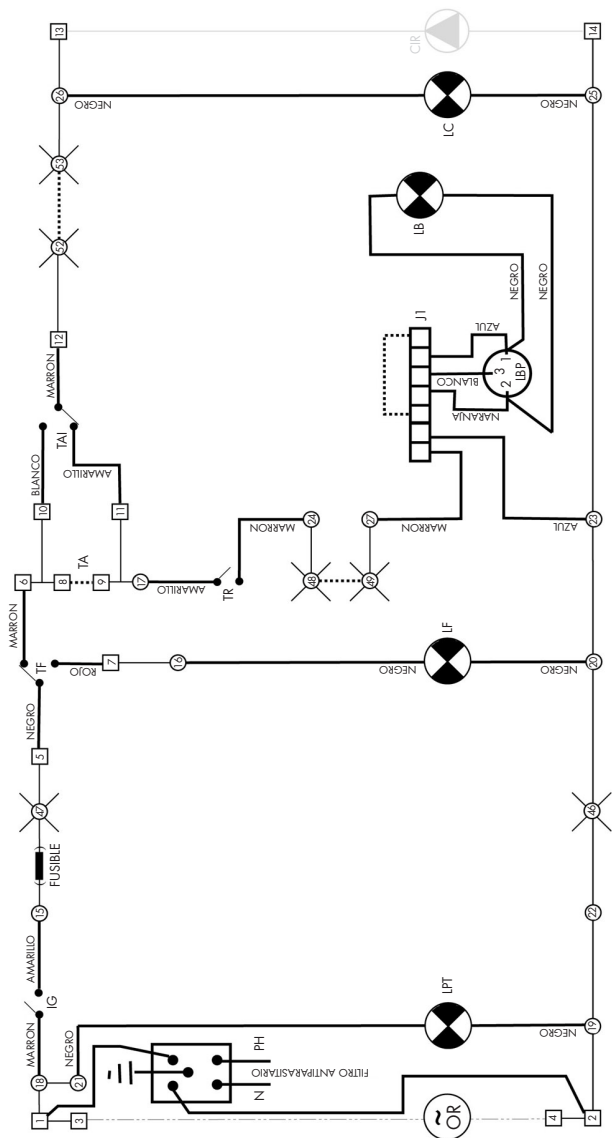 1
3
18
21
MARRON
NEGRO
IG
AMARILLO
15
FUSIBLE
47
5
NEGRO
TF
MARRON
6
ROJO
7
16
8
TA
9
10
BLANCO
11
AMARILLO
TAI
MARRON
12
52
53
26
13
NEGRO
17
AMARILLO
TR
MARRON
24
48
49
27
MARRON
N
PH
FILTRO ANTIPARASITARIO
NEGRO
LF
NEGRO
J1
NARANJA
BLANCO
AZUL
2
3
1
LBP
NEGRO
NEGRO
LB
LC
CIR
~
OR
LPT
NEGRO
AZUL
NEGRO
4
2
19
22
46
20
23
25
14